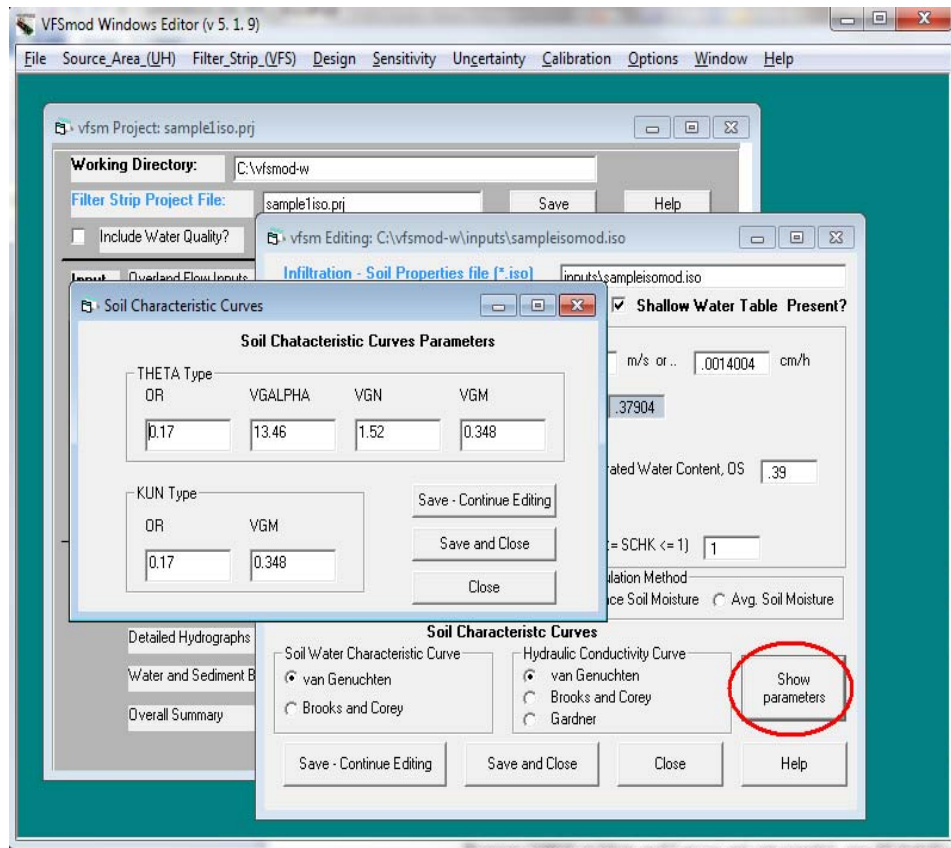 VFSmod Windows Editor (v 5. 1. 9)
File Source_Area_(UH) Filter_Strip_(VFS) Design Sensitivity Uncertainty Calibration Options Window Help
vfsm Project: sample1iso.prj
Working Directory: C:\vfsmod-w
Filter Strip Project File: sample1iso.prj Save Help
Include Water Quality?
vfsm Editing: C:\vfsmod-w\inputs\sampleisomod.iso
Infiltration - Soil Properties file (*.iso) inputs\sampleisomod.iso
Input Overland Flow Inputs
Shallow Water Table Present?
Soil Characteristic Curves
Soil Chatacteristic Curves Parameters
THETA Type
OR VGALPHA VGN VGM
0.17 13.46 1.52 0.348
KUN Type
OR VGM
0.17 0.348
Save - Continue Editing
Save and Close
Close
m/s or .. .0014004 cm/h
.37904
Water Content, OS .39
= SCHK <= 1) 1
Method
Soil Moisture Avg. Soil Moisture
Detailed Hydrographs
Water and Sediment B
Overall Summary
Soil Characteristc Curves
Soil Water Characteristic Curve
van Genuchten
Brooks and Corey
Hydraulic Conductivity Curve
van Genuchten
Brooks and Corey
Gardner
Show
parameters
Save - Continue Editing Save and Close Close Help